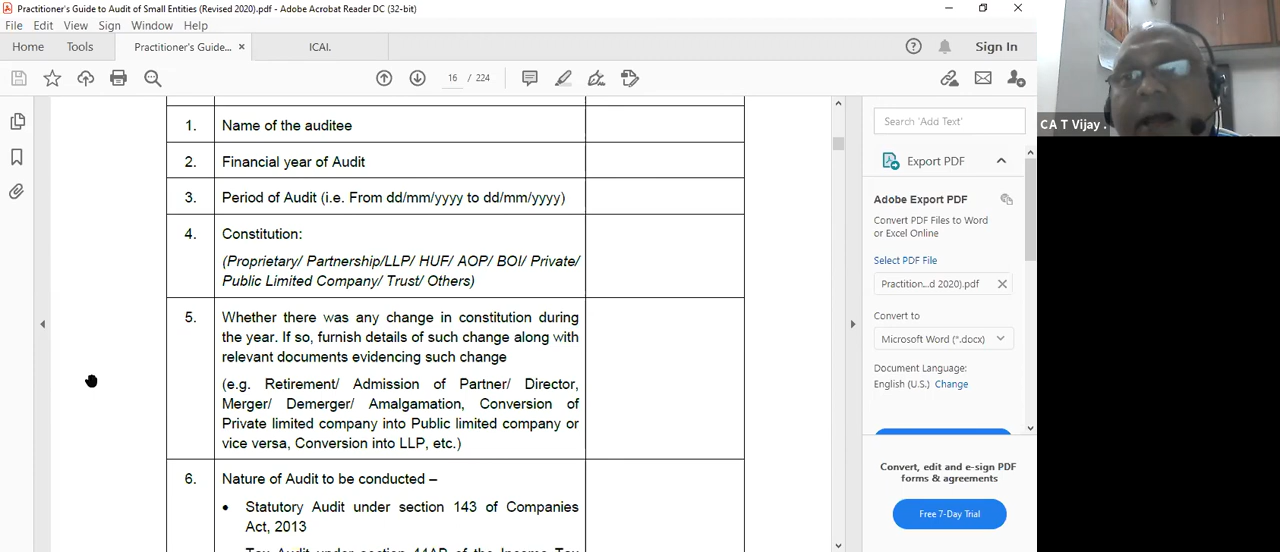 Practitioner's Guide to Audit of Small Entities (Revised 2020).pdf - Adobe Acrobat Reader DC (32-bit)
File Edit View Sign Window Help
Home Tools Practitioner's Guide... × ICAI. Sign In
16 / 224
1. Name of the auditee
2. Financial year of Audit
3. Period of Audit (i.e. From dd/mm/yyyy to dd/mm/yyyy)
4. Constitution:
(Proprietary/ Partnership/LLP/ HUF/ AOP/ BOI/ Private/
Public Limited Company/ Trust/ Others)
5. Whether there was any change in constitution during
the year. If so, furnish details of such change along with
relevant documents evidencing such change
(e.g. Retirement/ Admission of Partner/ Director,
Merger/ Demerger/ Amalgamation, Conversion of
Private limited company into Public limited company or
vice versa, Conversion into LLP, etc.)
6. Nature of Audit to be conducted –
• Statutory Audit under section 143 of Companies
Act, 2013
Tax Audit under section 44AB of the Income Tax
Search 'Add Text'
Export PDF
Adobe Export PDF
Convert PDF Files to Word
or Excel Online
Select PDF File
Practition...d 2020).pdf
Convert to
Microsoft Word (*.docx)
Document Language:
English (U.S.) Change
Convert, edit and e-sign PDF
forms & agreements
Free 7-Day Trial
CA T Vijay .